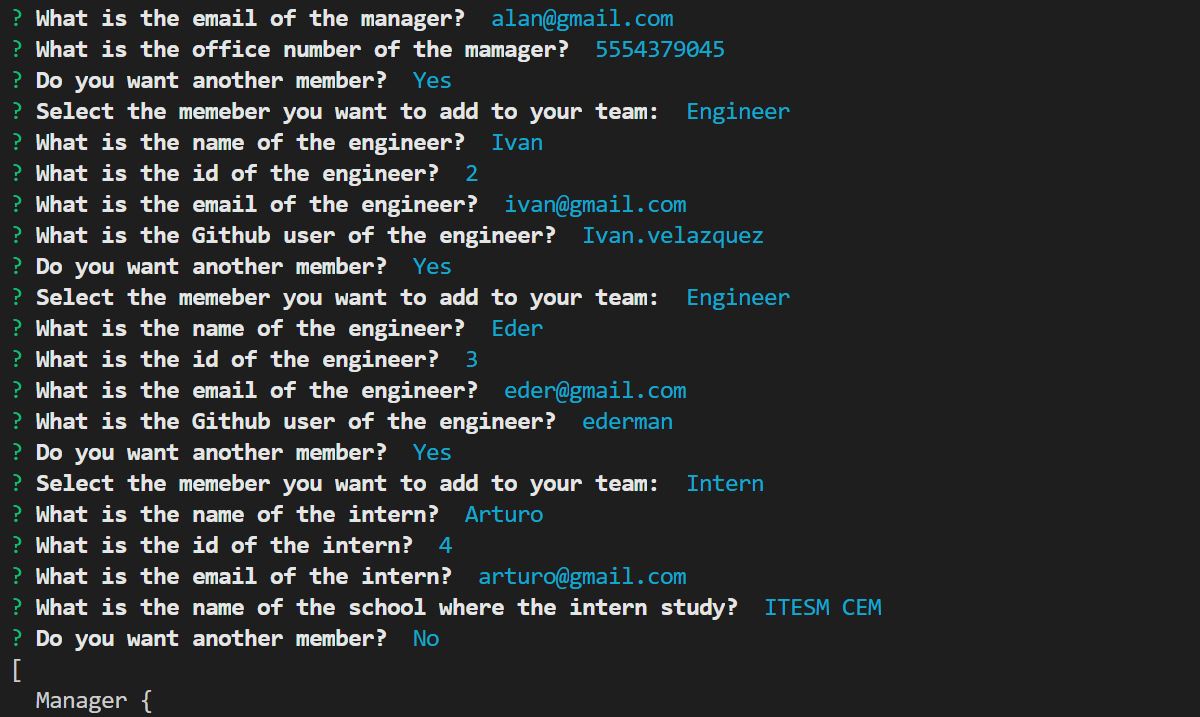 ? What is the email of the manager?  alan@gmail.com
? What is the office number of the mamager?  5554379045
? Do you want another member?  Yes
? Select the memeber you want to add to your team:  Engineer
? What is the name of the engineer?  Ivan
? What is the id of the engineer?  2
? What is the email of the engineer?  ivan@gmail.com
? What is the Github user of the engineer?  Ivan.velazquez
? Do you want another member?  Yes
? Select the memeber you want to add to your team:  Engineer
? What is the name of the engineer?  Eder
? What is the id of the engineer?  3
? What is the email of the engineer?  eder@gmail.com
? What is the Github user of the engineer?  ederman
? Do you want another member?  Yes
? Select the memeber you want to add to your team:  Intern
? What is the name of the intern?  Arturo
? What is the id of the intern?  4
? What is the email of the intern?  arturo@gmail.com
? What is the name of the school where the intern study?  ITESM CEM
? Do you want another member?  No
[
  Manager {